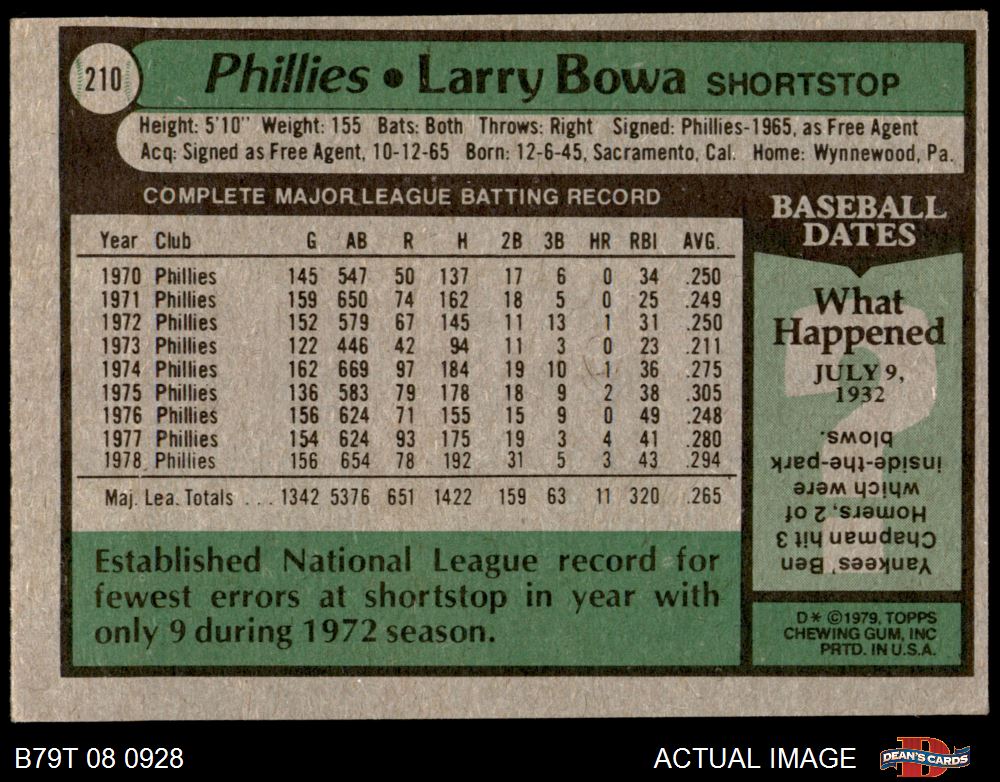 210
Phillies • Larry Bowa SHORTSTOP
Height: 5'10" Weight: 155 Bats: Both Throws: Right Signed: Phillies-1965, as Free Agent
Acq: Signed as Free Agent, 10-12-65 Born: 12-6-45, Sacramento, Cal. Home: Wynnewood, Pa.
COMPLETE MAJOR LEAGUE BATTING RECORD
Year Club G AB R H 2B 3B HR RBI AVG.
1970 Phillies 145 547 50 137 17 6 0 34 .250
1971 Phillies 159 650 74 162 18 5 0 25 .249
1972 Phillies 152 579 67 145 11 13 1 31 .250
1973 Phillies 122 446 42 94 11 3 0 23 .211
1974 Phillies 162 669 97 184 19 10 1 36 .275
1975 Phillies 136 583 79 178 18 9 2 38 .305
1976 Phillies 156 624 71 155 15 9 0 49 .248
1977 Phillies 154 624 93 175 19 3 4 41 .280
1978 Phillies 156 654 78 192 31 5 3 43 .294
Maj. Lea. Totals ... 1342 5376 651 1422 159 63 11 320 .265
Established National League record for
fewest errors at shortstop in year with
only 9 during 1972 season.
BASEBALL
DATES
What
Happened
JULY 9,
1932
?
Yankees' Ben
Chapman hit 3
Homers, 2 of
which were
inside-the-park
blows.
D* ©1979, TOPPS
CHEWING GUM, INC
PRTD. IN U.S.A.
B79T 08 0928
ACTUAL IMAGE
D
DEAN'S CARDS